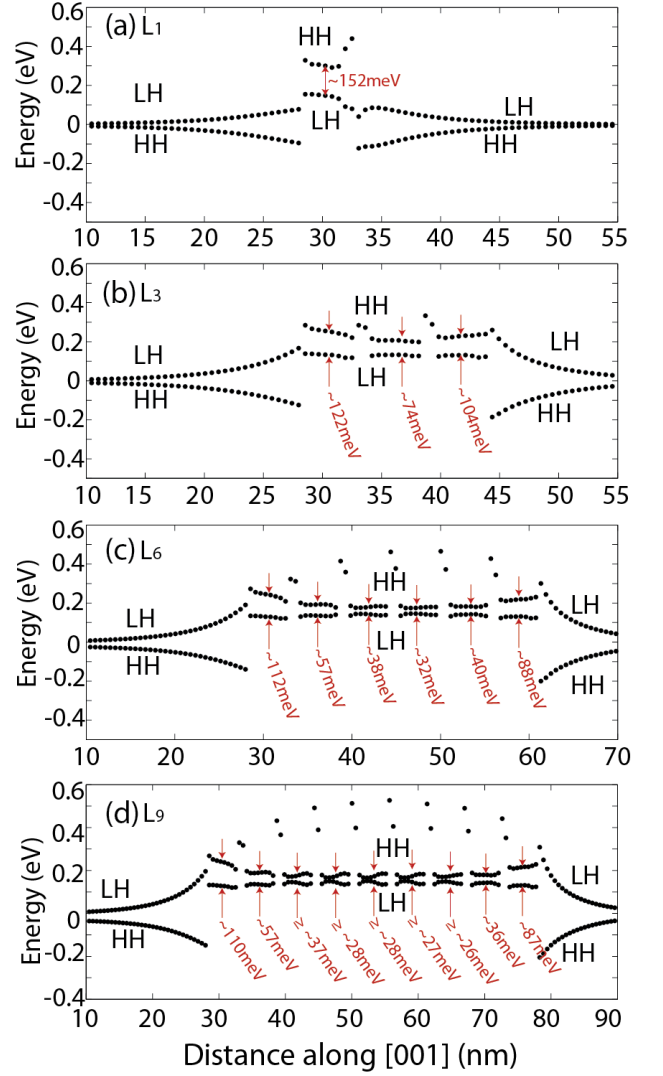 (a) L1
HH
~152meV
LH
LH
LH
HH
HH
Energy (eV)
0.6
0.4
0.2
0
-0.2
-0.4
10 15 20 25 30 35 40 45 50 55
(b) L3
HH
LH
LH
LH
HH
HH
~122meV
~74meV
~104meV
Energy (eV)
0.6
0.4
0.2
0
-0.2
-0.4
10 15 20 25 30 35 40 45 50 55
(c) L6
HH
LH
LH
LH
HH
HH
~112meV
~57meV
~38meV
~32meV
~40meV
~88meV
Energy (eV)
0.6
0.4
0.2
0
-0.2
-0.4
10 20 30 40 50 60 70
(d) L9
HH
LH
LH
LH
HH
HH
~110meV
~57meV
≥ ~37meV
≥ ~28meV
≥ ~28meV
≥ ~27meV
≥ ~26meV
~36meV
~87meV
Energy (eV)
0.6
0.4
0.2
0
-0.2
-0.4
10 20 30 40 50 60 70 80 90
Distance along [001] (nm)